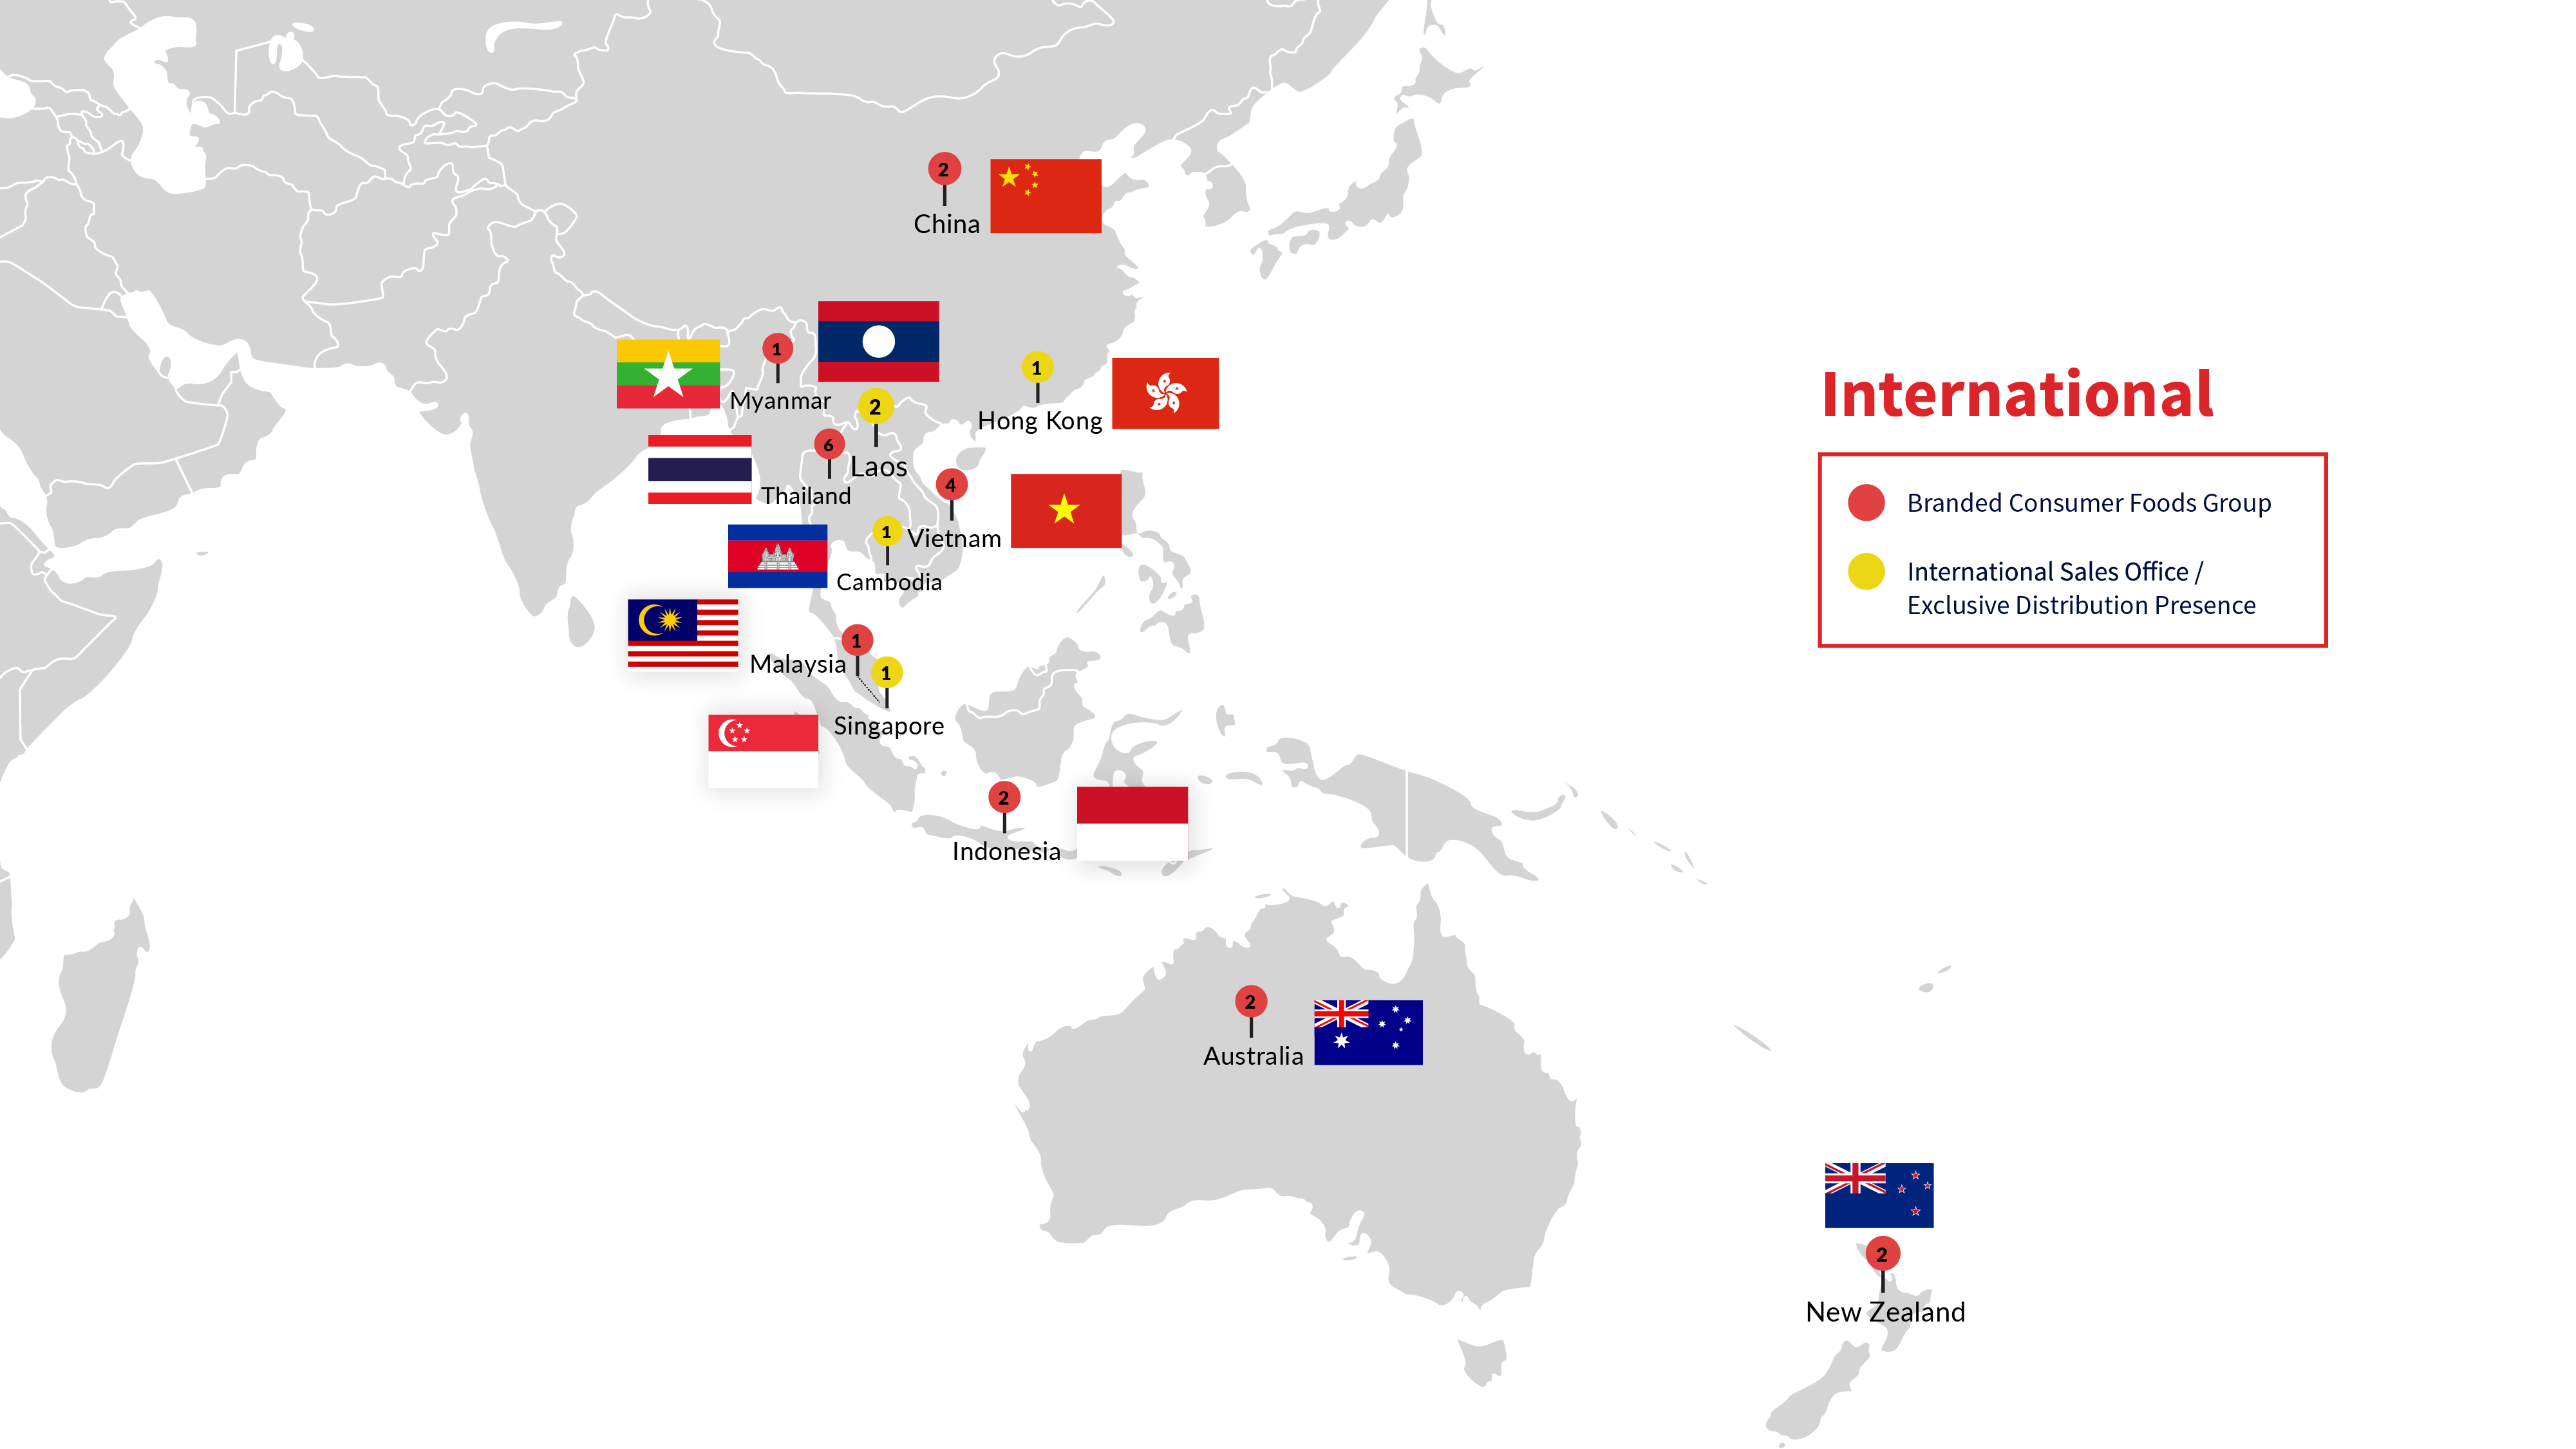 2
China
1
Myanmar
2
Laos
1
Hong Kong
6
Thailand
4
Vietnam
1
Cambodia
1
Malaysia
1
Singapore
2
Indonesia
2
Australia
2
New Zealand
International
Branded Consumer Foods Group
International Sales Office /
Exclusive Distribution Presence